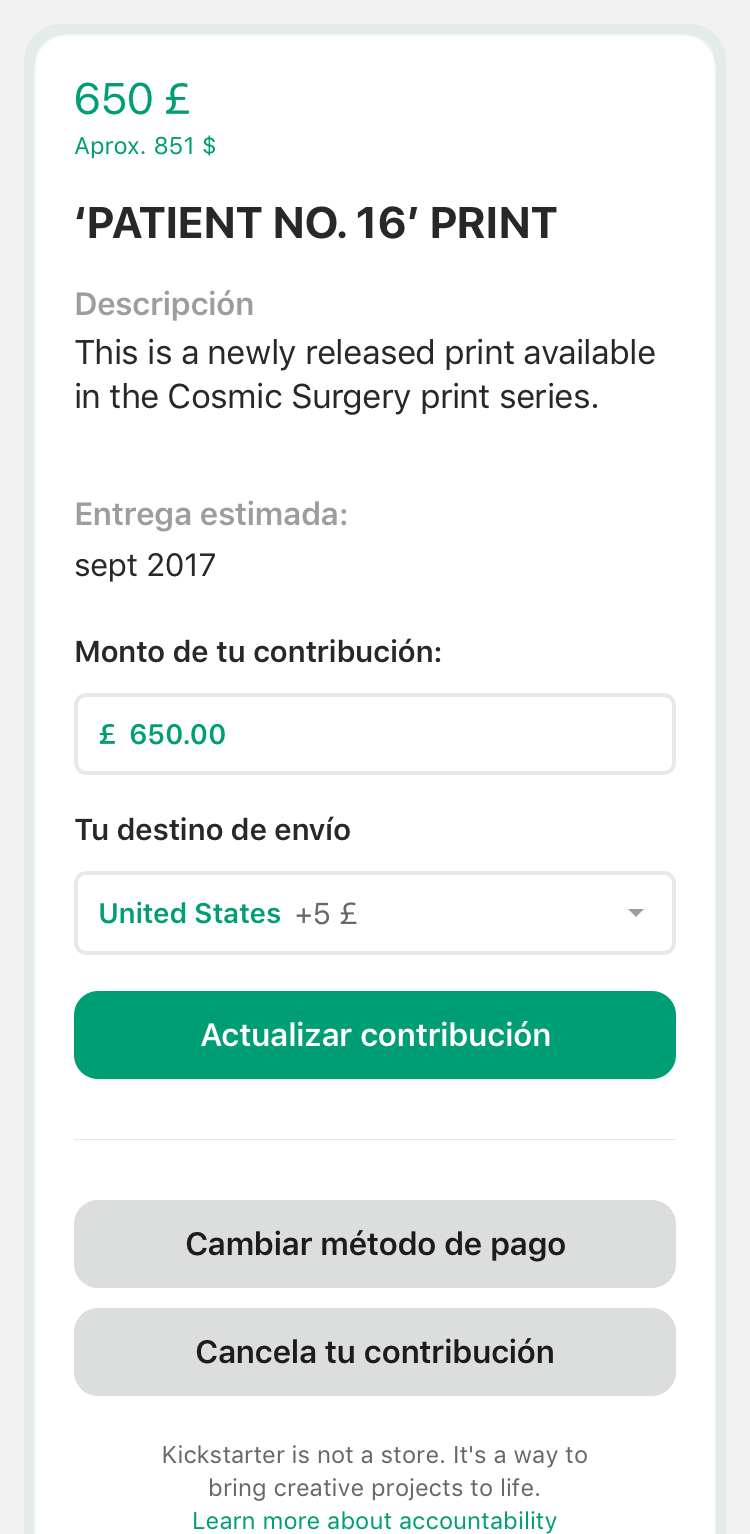 650 £
Aprox. 851 $
‘PATIENT NO. 16’ PRINT
Descripción
This is a newly released print available
in the Cosmic Surgery print series.
Entrega estimada:
sept 2017
Monto de tu contribución:
£ 650.00
Tu destino de envío
United States +5 £
Actualizar contribución
Cambiar método de pago
Cancela tu contribución
Kickstarter is not a store. It's a way to
bring creative projects to life.
Learn more about accountability